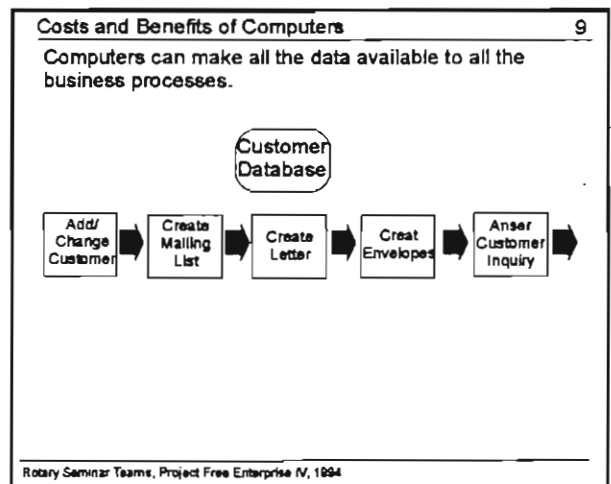 Costs and Benefits of Computers 9
Computers can make all the data available to all the
business processes.
Customer
Database
Add/
Change
Customer
Create
Mailing
List
Create
Letter
Creat
Envelopes
Anser
Customer
Inquiry
Rotary Seminar Teams, Project Free Enterprise IV, 1994